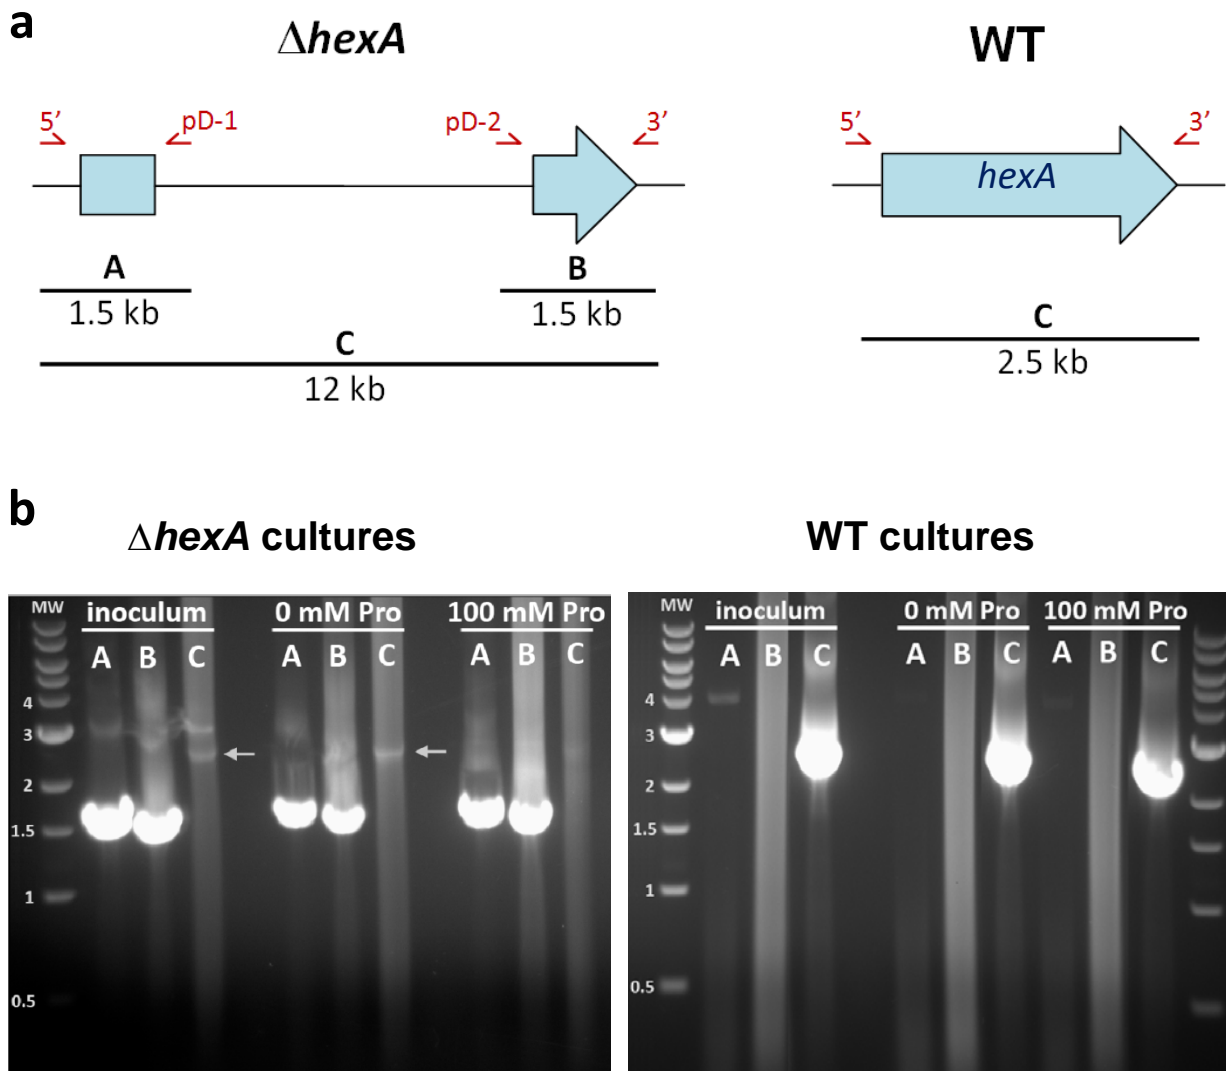 a
ΔhexA
WT
5’
pD-1
pD-2
3’
5’
3’
hexA
A
B
1.5 kb
1.5 kb
C
C
12 kb
2.5 kb
b
ΔhexA cultures
WT cultures
MW
inoculum
0 mM Pro
100 mM Pro
A B C
A B C
A B C
4
3
2
1.5
1
0.5
MW
inoculum
0 mM Pro
100 mM Pro
A B C
A B C
A B C
4
3
2
1.5
1
0.5